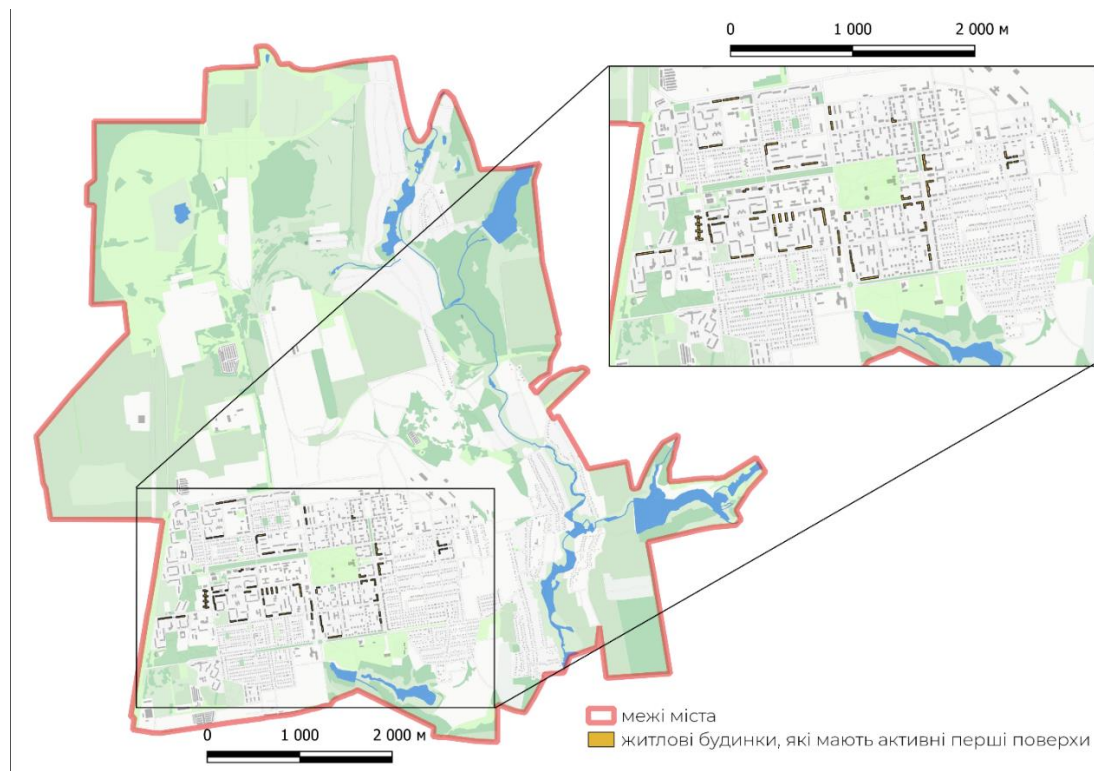 0 1 000 2 000 м
0 1 000 2 000 м
межі міста
житлові будинки, які мають активні перші поверхи